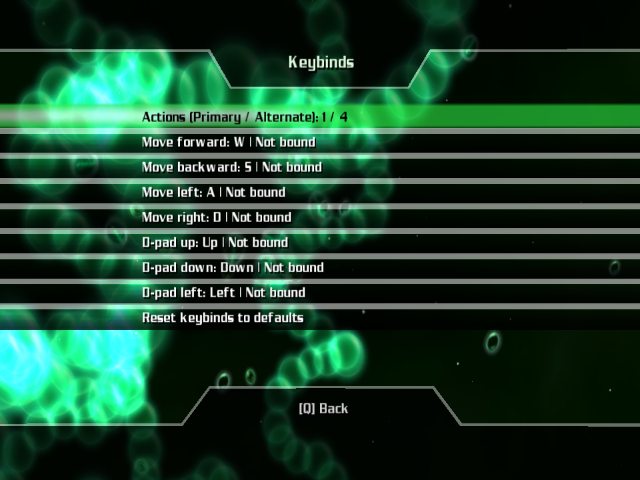 Keybinds
Actions (Primary / Alternate): 1 / 4
Move forward: W | Not bound
Move backward: S | Not bound
Move left: A | Not bound
Move right: D | Not bound
D-pad up: Up | Not bound
D-pad down: Down | Not bound
D-pad left: Left | Not bound
Reset keybinds to defaults
[Q] Back